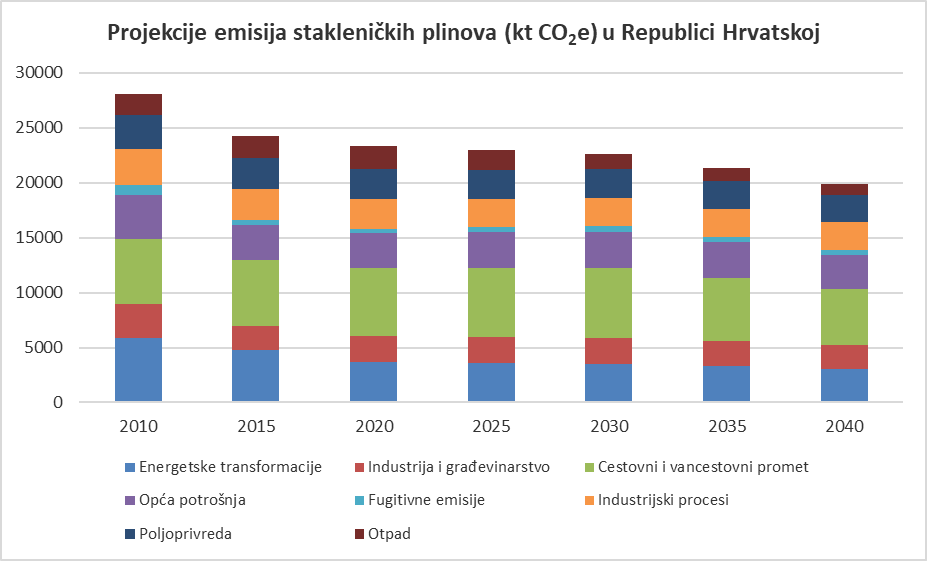 Projekcije emisija stakleničkih plinova (kt CO₂e) u Republici Hrvatskoj
30000
25000
20000
15000
10000
5000
0
2010 2015 2020 2025 2030 2035 2040
Energetske transformacije Industrija i građevinarstvo Cestovni i vancestovni promet
Opća potrošnja Fugitivne emisije Industrijski procesi
Poljoprivreda Otpad